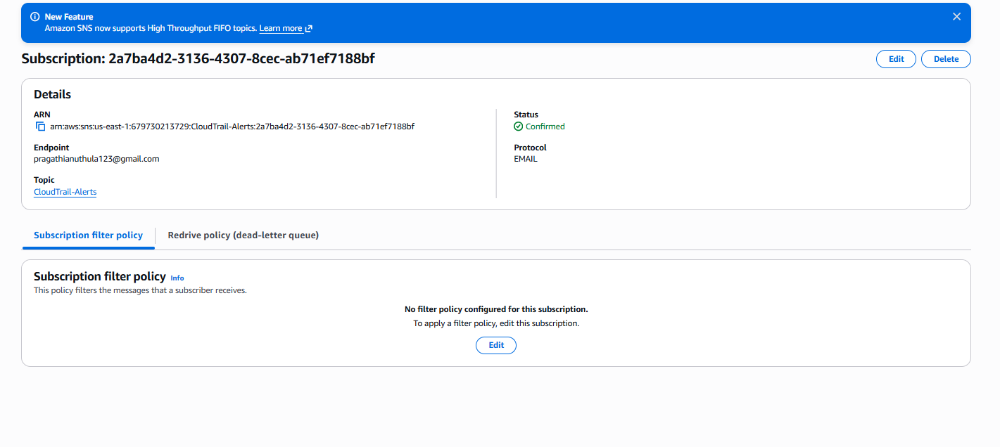 New Feature
Amazon SNS now supports High Throughput FIFO topics. Learn more
Subscription: 2a7ba4d2-3136-4307-8cec-ab71ef7188bf
Edit
Delete
Details
ARN
arn:aws:sns:us-east-1:679730213729:CloudTrail-Alerts:2a7ba4d2-3136-4307-8cec-ab71ef7188bf
Endpoint
pragathianuthula123@gmail.com
Topic
CloudTrail-Alerts
Status
Confirmed
Protocol
EMAIL
Subscription filter policy
Redrive policy (dead-letter queue)
Subscription filter policy Info
This policy filters the messages that a subscriber receives.
No filter policy configured for this subscription.
To apply a filter policy, edit this subscription.
Edit